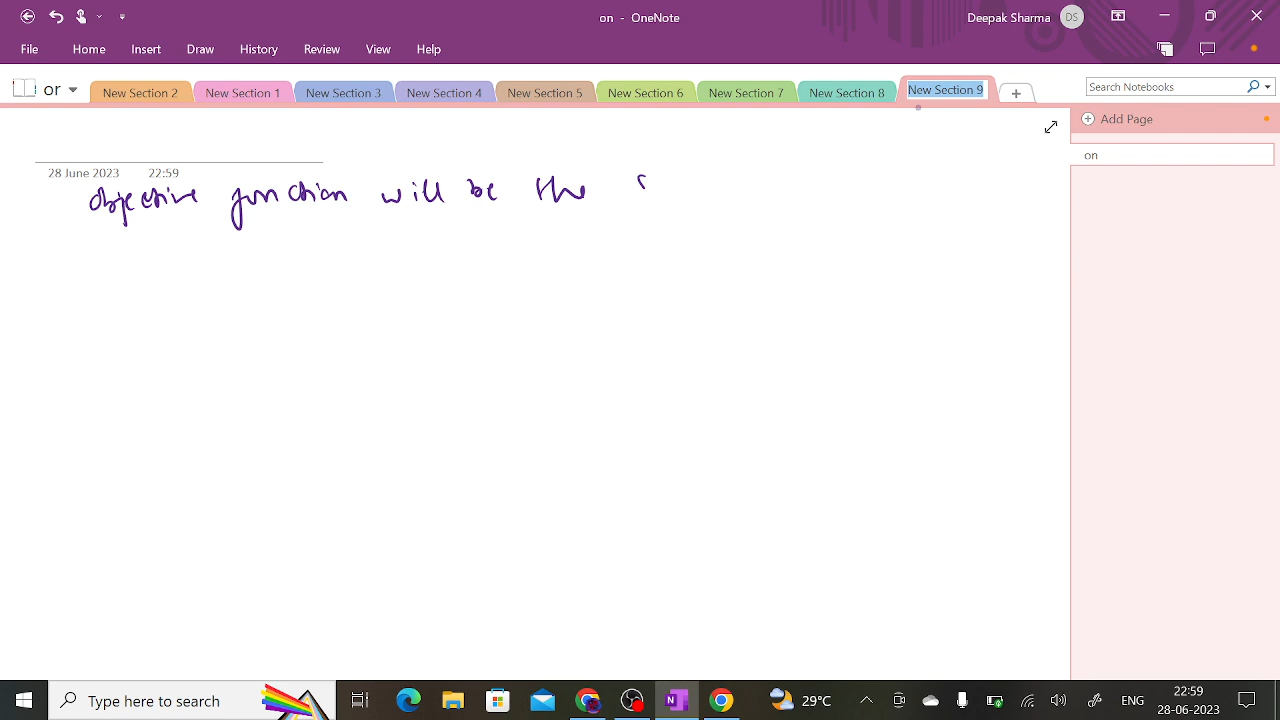 on - OneNote
Deepak Sharma DS
File Home Insert Draw History Review View Help
or New Section 2 New Section 1 New Section 3 New Section 4 New Section 5 New Section 6 New Section 7 New Section 8 New Section 9 Search Notebooks
Add Page
on
28 June 2023 22:59
objective function will be the
Type here to search 29°C ENG 22:59
28-06-2023